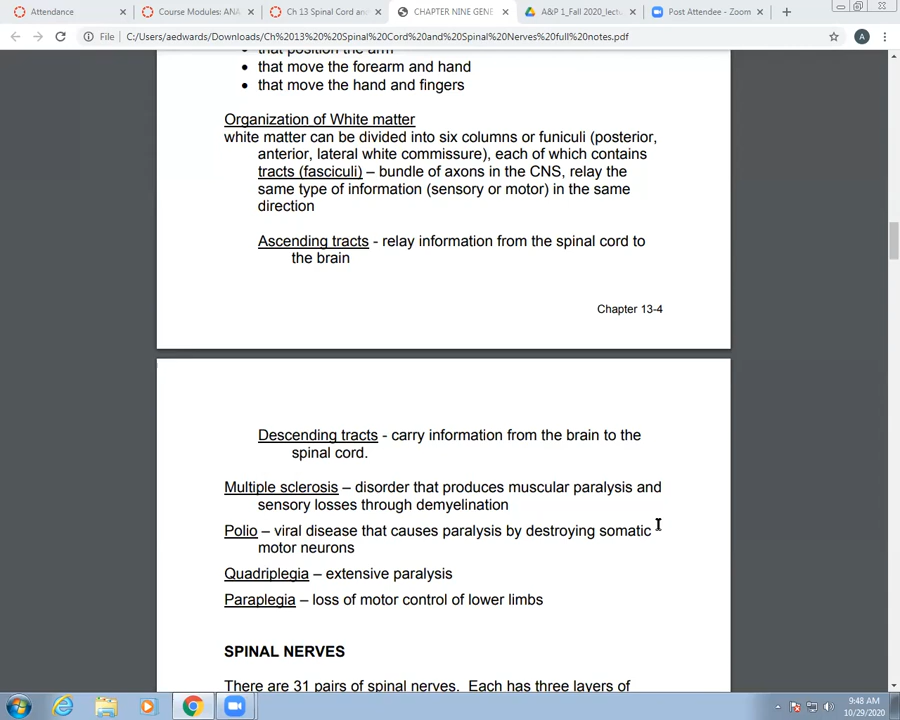 Attendance
Course Modules: ANA
Ch 13 Spinal Cord an
CHAPTER NINE GENE
A&P 1_Fall 2020_lectu
Post Attendee - Zoom
File
C:/Users/aedwards/Downloads/Ch%2013%20%20Spinal%20Cord%20and%20Spinal%20Nerves%20full%20notes.pdf
A
that position the arm
• that move the forearm and hand
• that move the hand and fingers
Organization of White matter
white matter can be divided into six columns or funiculi (posterior,
anterior, lateral white commissure), each of which contains
tracts (fasciculi) – bundle of axons in the CNS, relay the
same type of information (sensory or motor) in the same
direction
Ascending tracts - relay information from the spinal cord to
the brain
Chapter 13-4
Descending tracts - carry information from the brain to the
spinal cord.
Multiple sclerosis – disorder that produces muscular paralysis and
sensory losses through demyelination
Polio – viral disease that causes paralysis by destroying somatic
motor neurons
Quadriplegia – extensive paralysis
Paraplegia – loss of motor control of lower limbs
SPINAL NERVES
There are 31 pairs of spinal nerves. Each has three layers of
9:48 AM
10/29/2020